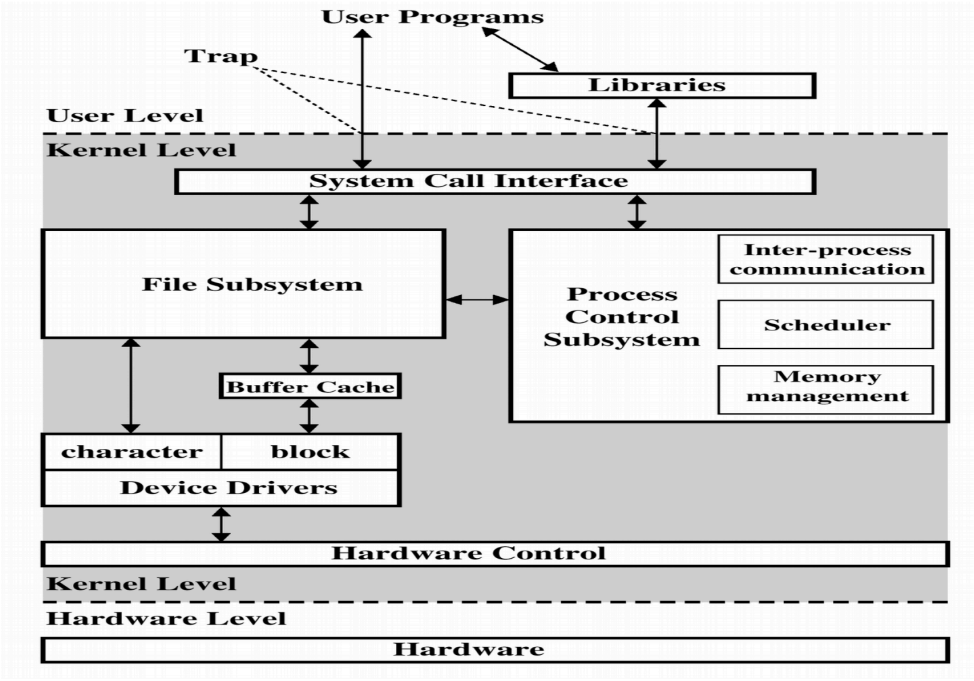 User Programs
Trap
Libraries
User Level
Kernel Level
System Call Interface
File Subsystem
Process
Control
Subsystem
Inter-process
communication
Scheduler
Memory
management
Buffer Cache
character
block
Device Drivers
Hardware Control
Kernel Level
Hardware Level
Hardware